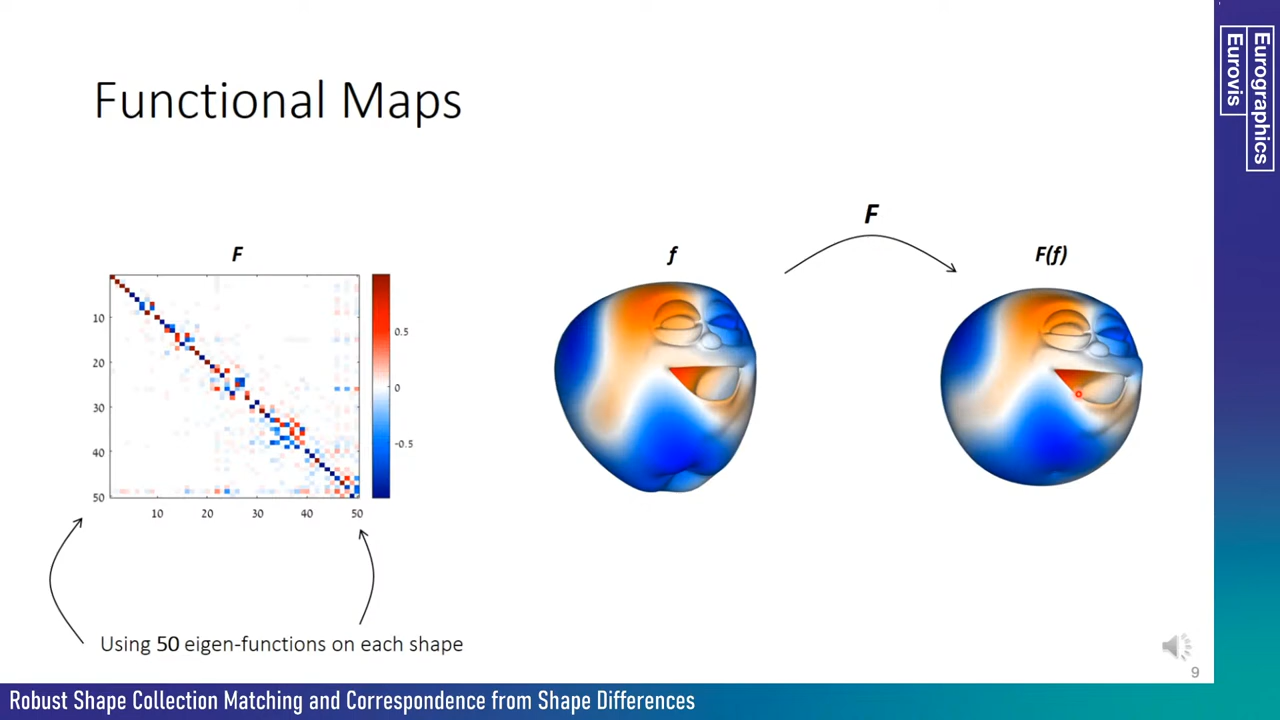 Functional Maps
F
10
20
30
40
50
10
20
30
40
50
0.5
0
-0.5
Using 50 eigen-functions on each shape
f
F
F(f)
9
Eurographics
Eurovis
Robust Shape Collection Matching and Correspondence from Shape Differences